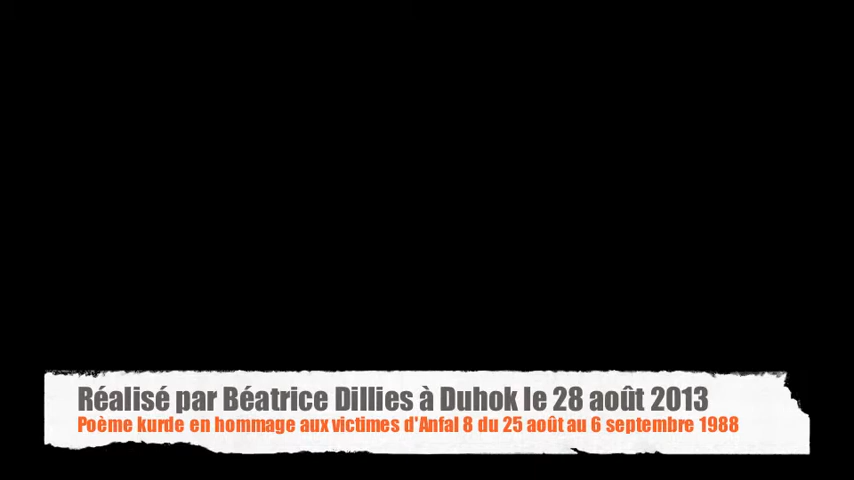 Réalisé par Béatrice Dillies à Duhok le 28 août 2013
Poème kurde en hommage aux victimes d'Anfal 8 du 25 août au 6 septembre 1988